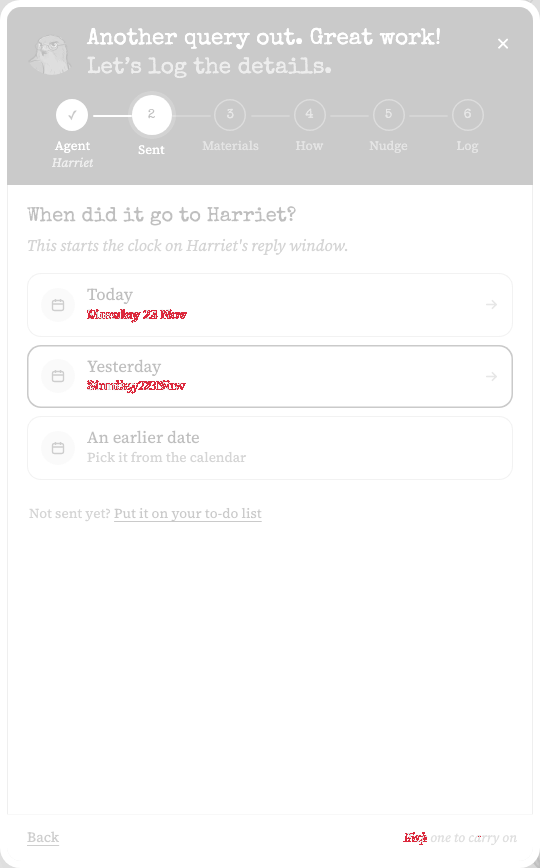 Another query out. Great work!
Let's log the details.
✓ 2 3 4 5 6
Agent Sent Materials How Nudge Log
Harriet
When did it go to Harriet?
This starts the clock on Harriet's reply window.
Today
Yesterday
An earlier date
Pick it from the calendar
Not sent yet? Put it on your to-do list
Back
one to carry on